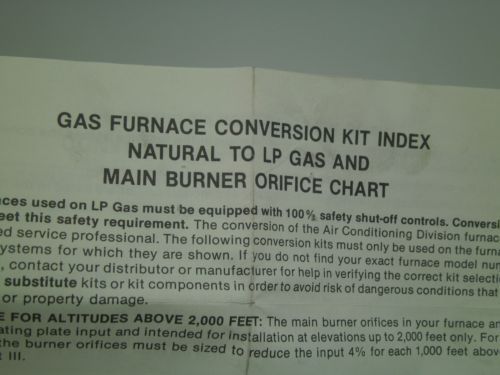 GAS FURNACE CONVERSION KIT INDEX
NATURAL TO LP GAS AND
MAIN BURNER ORIFICE CHART
ces used on LP Gas must be equipped with 100% safety shut-off controls. Conversi
eet this safety requirement. The conversion of the Air Conditioning Division furnac
ed service professional. The following conversion kits must only be used on the furna
ystems for which they are shown. If you do not find your exact furnace model nu
, contact your distributor or manufacturer for help in verifying the correct kit selecti
substitute kits or kit components in order to avoid risk of dangerous conditions that
or property damage.
E FOR ALTITUDES ABOVE 2,000 FEET: The main burner orifices in your furnace an
ating plate input and intended for installation at elevations up to 2,000 feet only. For
the burner orifices must be sized to reduce the input 4% for each 1,000 feet above
t III.